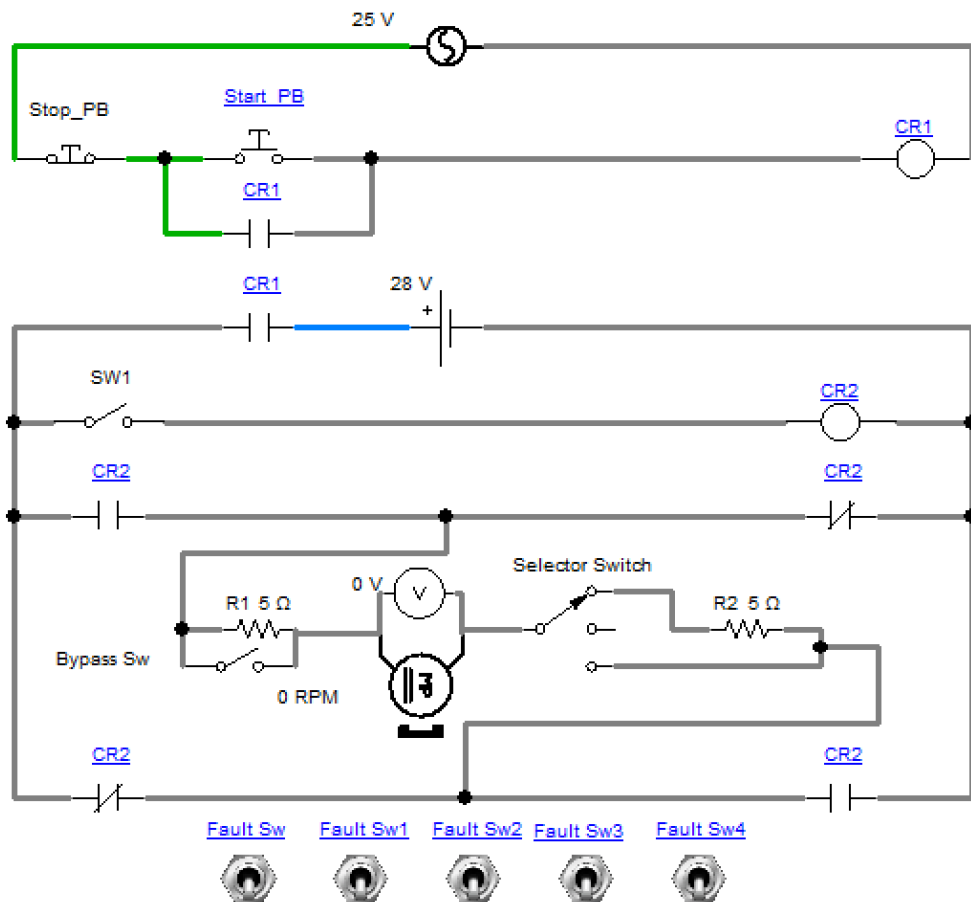 25 V
Stop_PB
Start_PB
CR1
CR1
CR1
28 V
+
SW1
CR2
CR2
CR2
Selector Switch
0 V
V
R1 5 Ω
R2 5 Ω
Bypass Sw
0 RPM
MP
CR2
CR2
Fault Sw Fault Sw1 Fault Sw2 Fault Sw3 Fault Sw4